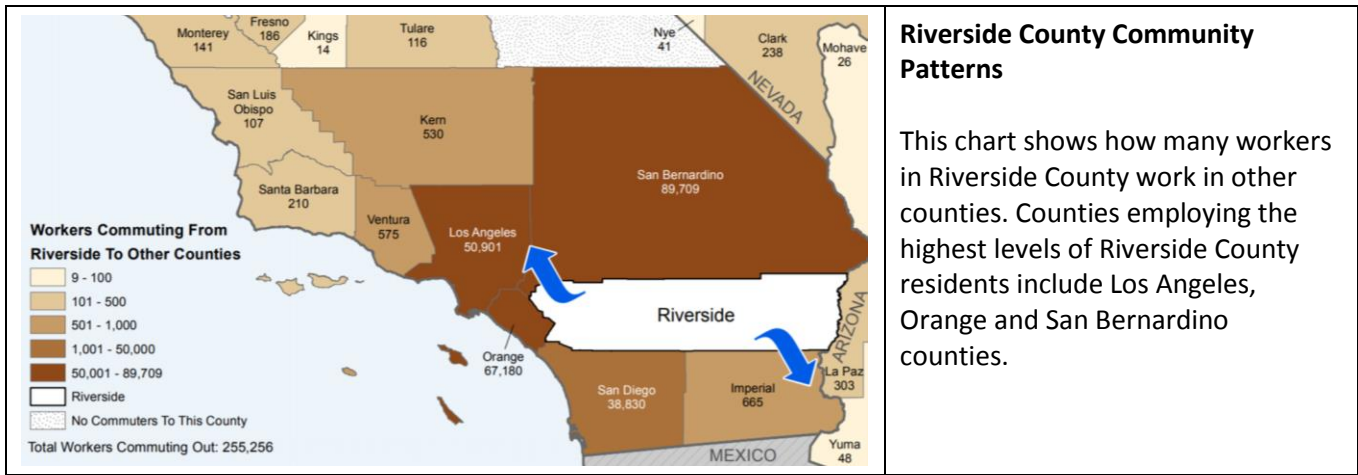 Fresno
186
Monterey
141
Kings
14
Tulare
116
Nye
41
Clark
238
Mohave
26
NEVADA
San Luis
Obispo
107
Kern
530
San Bernardino
89,709
Santa Barbara
210
Ventura
575
Los Angeles
50,901
Riverside
ARIZONA
Orange
67,180
San Diego
38,830
Imperial
665
La Paz
303
Yuma
48
MEXICO
Workers Commuting From
Riverside To Other Counties
9 - 100
101 - 500
501 - 1,000
1,001 - 50,000
50,001 - 89,709
Riverside
No Commuters To This County
Total Workers Commuting Out: 255,256
Riverside County Community
Patterns
This chart shows how many workers
in Riverside County work in other
counties. Counties employing the
highest levels of Riverside County
residents include Los Angeles,
Orange and San Bernardino
counties.